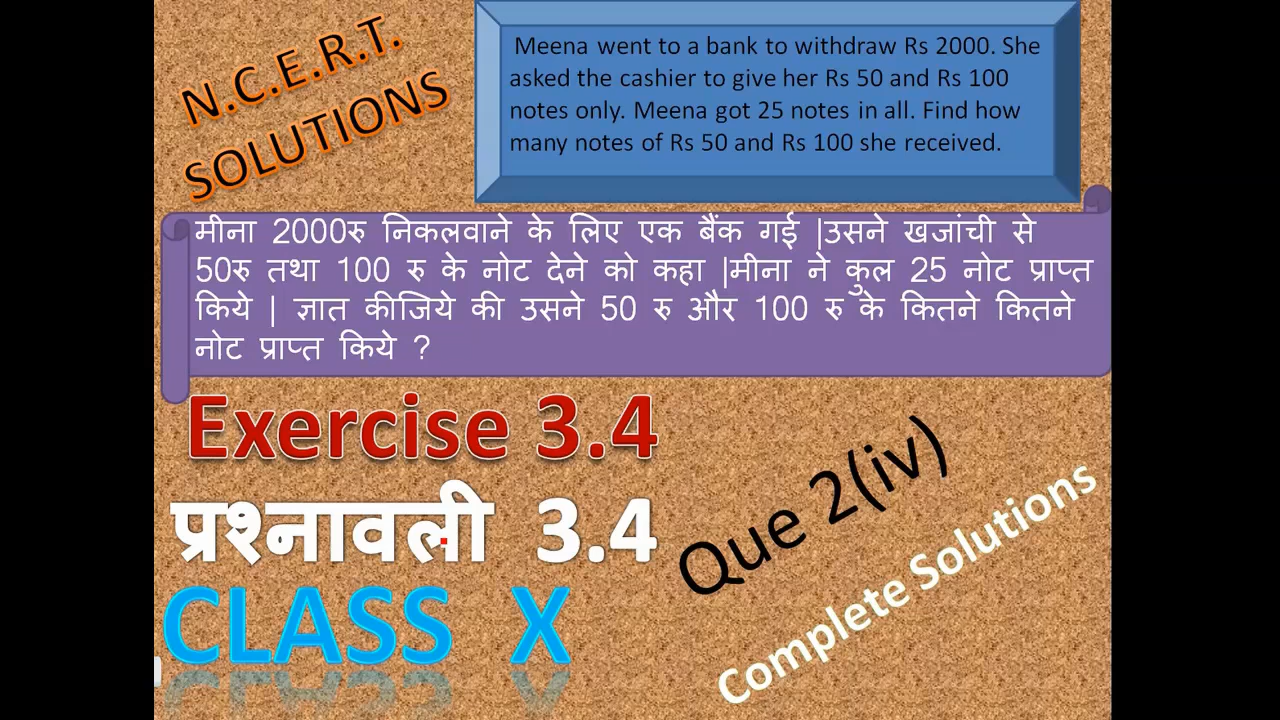 N.C.E.R.T.
SOLUTIONS
Meena went to a bank to withdraw Rs 2000. She
asked the cashier to give her Rs 50 and Rs 100
notes only. Meena got 25 notes in all. Find how
many notes of Rs 50 and Rs 100 she received.
मीना 2000रु निकलवाने के लिए एक बैंक गई |उसने खजांची से
50रु तथा 100 रु के नोट देने को कहा |मीना ने कुल 25 नोट प्राप्त
किये | ज्ञात कीजिये की उसने 50 रु और 100 रु के कितने कितने
नोट प्राप्त किये ?
Exercise 3.4
प्रश्नावली 3.4
CLASS X
Que 2(iv)
Complete Solutions